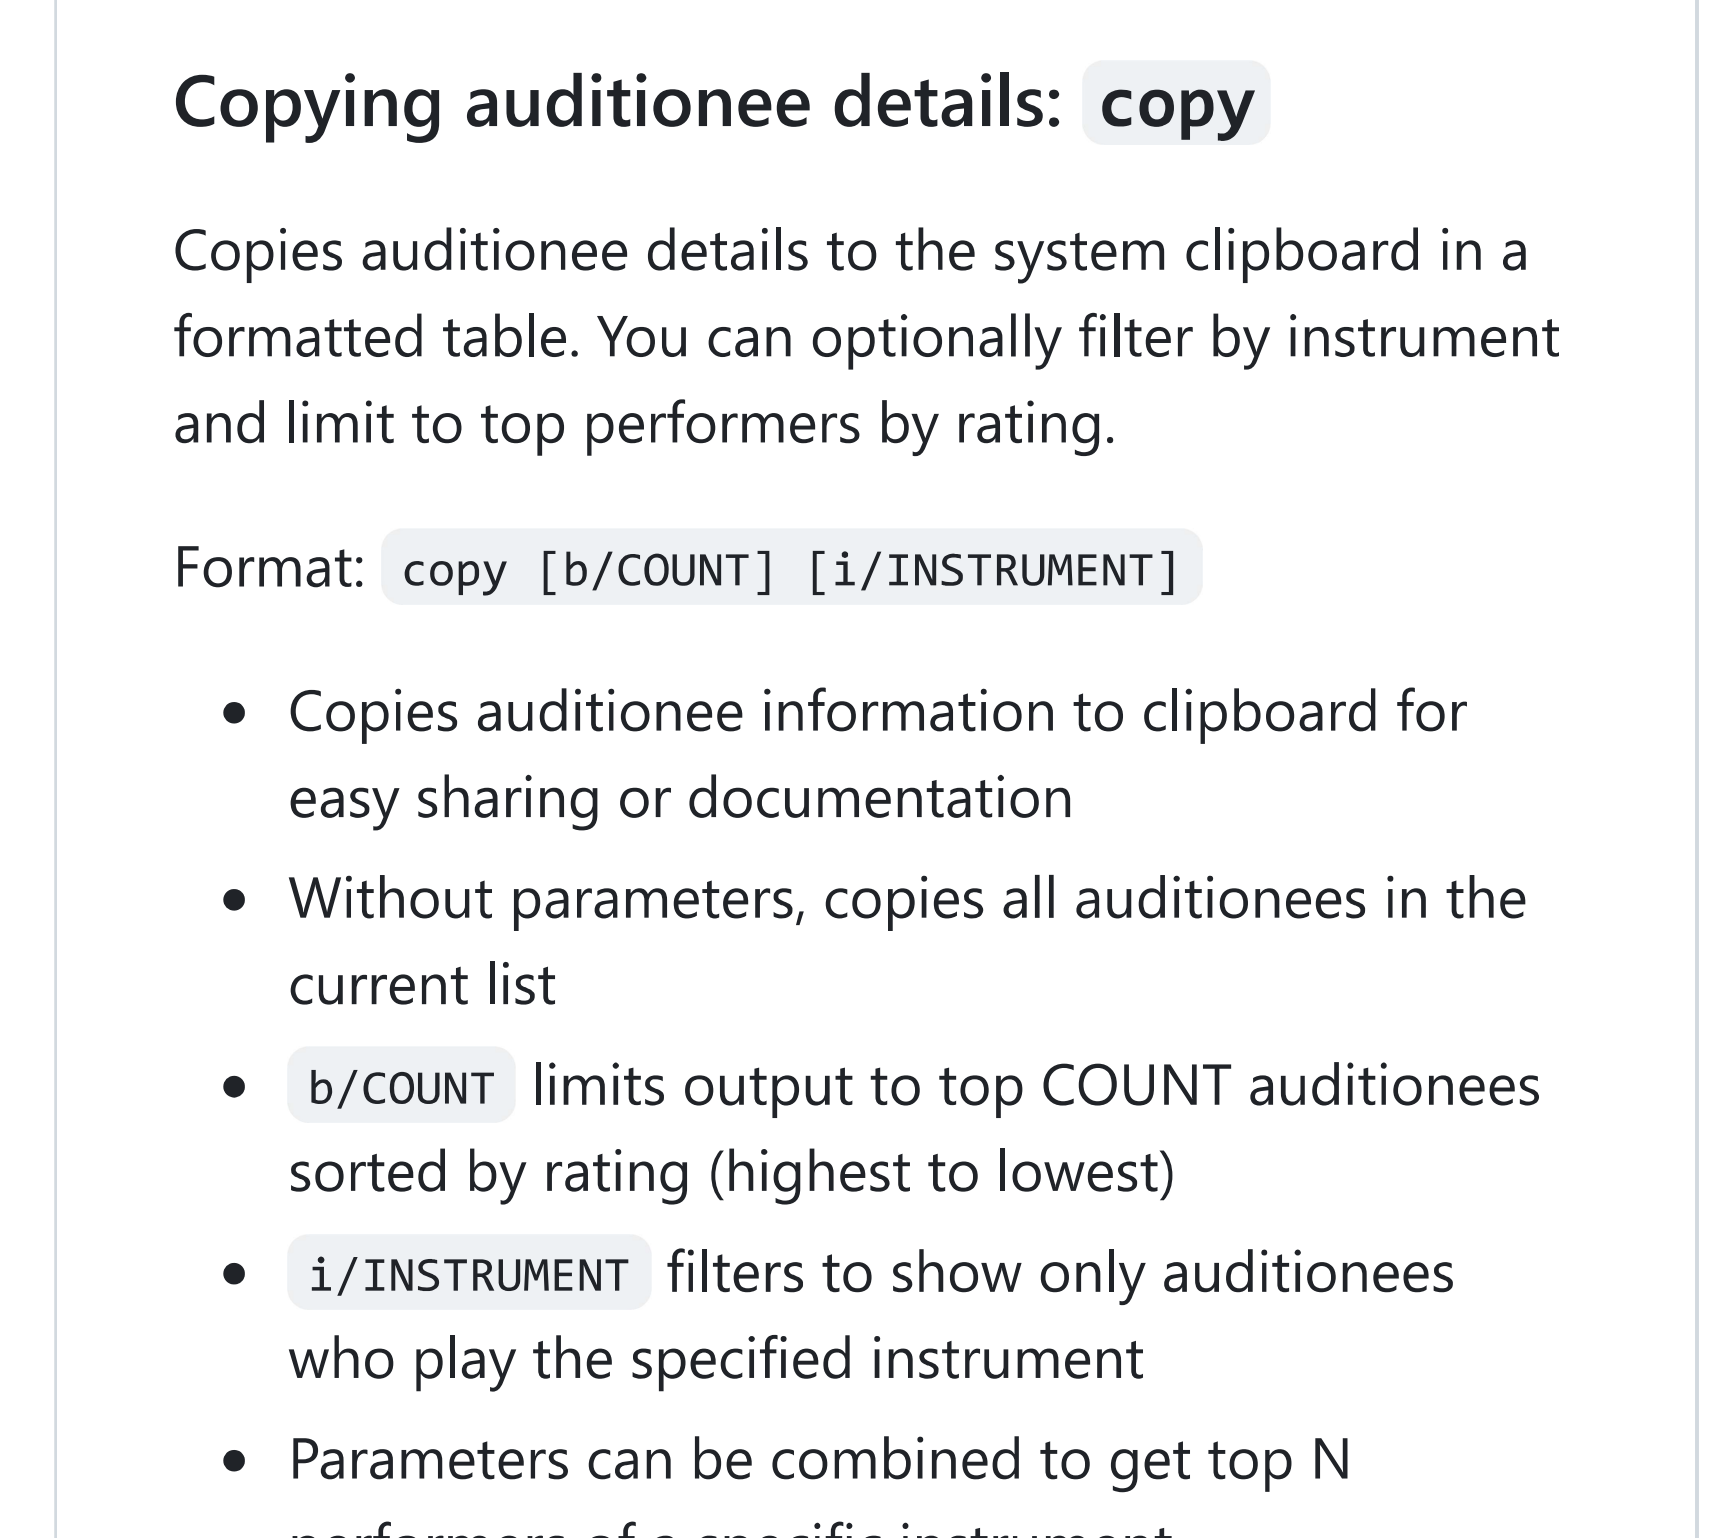 Copying auditionee details: copy
Copies auditionee details to the system clipboard in a
formatted table. You can optionally filter by instrument
and limit to top performers by rating.
Format: copy [b/COUNT] [i/INSTRUMENT]
Copies auditionee information to clipboard for
easy sharing or documentation
Without parameters, copies all auditionees in the
current list
b/COUNT limits output to top COUNT auditionees
sorted by rating (highest to lowest)
i/INSTRUMENT filters to show only auditionees
who play the specified instrument
Parameters can be combined to get top N
performers of a specific instrument